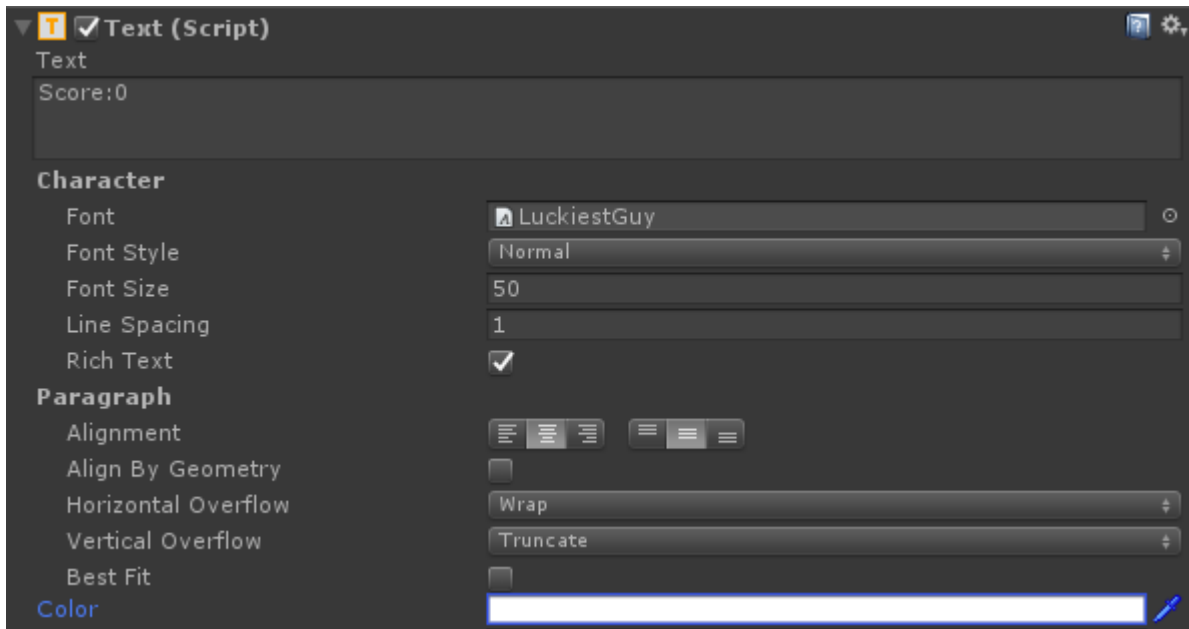 Text (Script)
Text
Score:0
Character
Font LuckiestGuy
Font Style Normal
Font Size 50
Line Spacing 1
Rich Text
Paragraph
Alignment
Align By Geometry
Horizontal Overflow Wrap
Vertical Overflow Truncate
Best Fit
Color